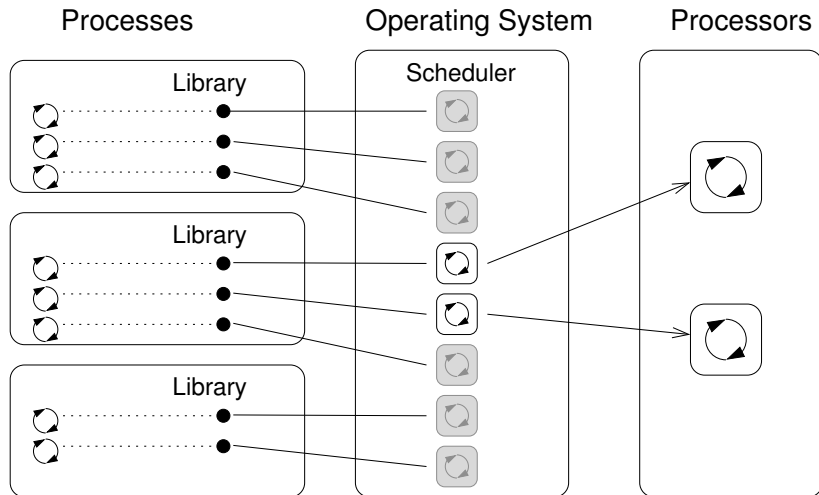 Processes
Operating System
Processors
Library
Scheduler
Library
Library